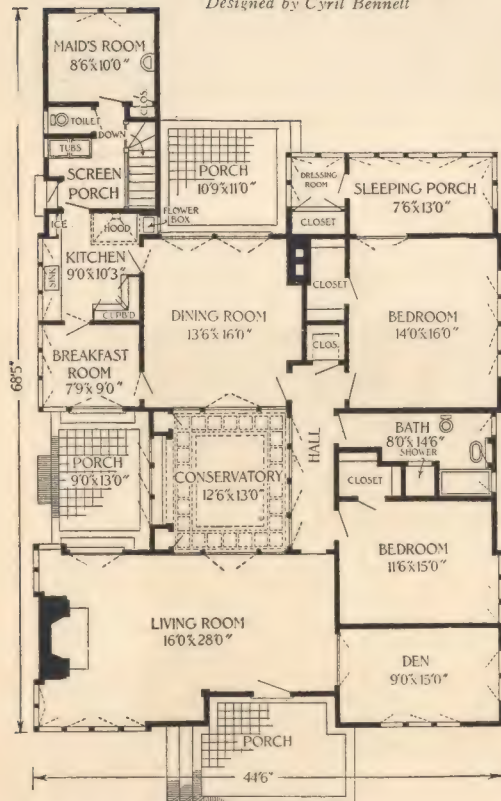 Designed by Cyril Bennett
MAID'S ROOM
8'6"X10'0"
CLOS.
TOILET
DOWN
TUBS
SCREEN
PORCH
PORCH
10'9"X11'0"
DRESSING
ROOM
SLEEPING PORCH
7'6"X13'0"
CLOSET
FLOWER
BOX
ICE
HOOD
KITCHEN
9'0"X10'3"
SINK
CUPB'D
DINING ROOM
13'6"X16'0"
CLOSET
BEDROOM
14'0"X16'0"
CLOS.
BREAKFAST
ROOM
7'9"X9'0"
68'5"
PORCH
9'0"X13'0"
CONSERVATORY
12'6"X13'0"
HALL
BATH
8'0"X14'6"
SHOWER
CLOSET
BEDROOM
11'6"X15'0"
LIVING ROOM
16'0"X28'0"
DEN
9'0"X15'0"
PORCH
44'6"